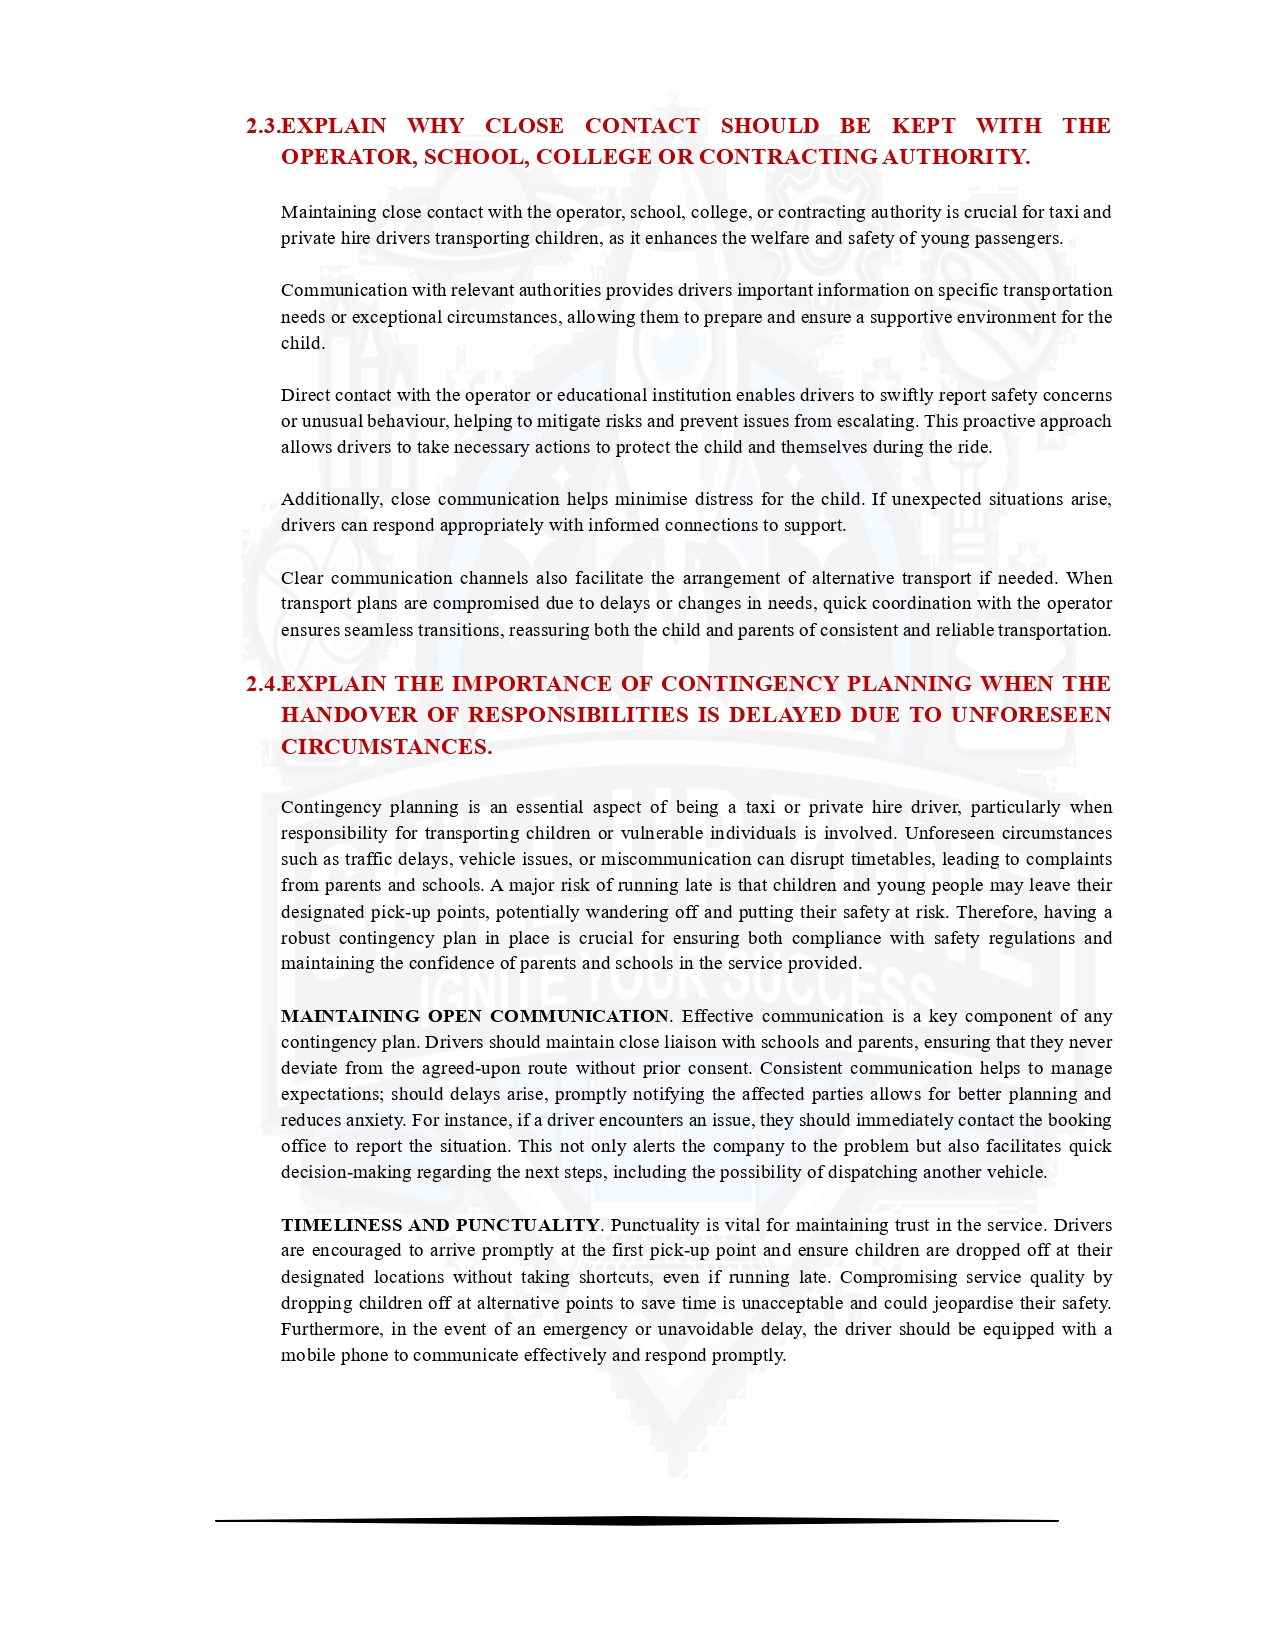 2.3.EXPLAIN WHY CLOSE CONTACT SHOULD BE KEPT WITH THE
OPERATOR, SCHOOL, COLLEGE OR CONTRACTING AUTHORITY.
Maintaining close contact with the operator, school, college, or contracting authority is crucial for taxi and
private hire drivers transporting children, as it enhances the welfare and safety of young passengers.
Communication with relevant authorities provides drivers important information on specific transportation
needs or exceptional circumstances, allowing them to prepare and ensure a supportive environment for the
child.
Direct contact with the operator or educational institution enables drivers to swiftly report safety concerns
or unusual behaviour, helping to mitigate risks and prevent issues from escalating. This proactive approach
allows drivers to take necessary actions to protect the child and themselves during the ride.
Additionally, close communication helps minimise distress for the child. If unexpected situations arise,
drivers can respond appropriately with informed connections to support.
Clear communication channels also facilitate the arrangement of alternative transport if needed. When
transport plans are compromised due to delays or changes in needs, quick coordination with the operator
ensures seamless transitions, reassuring both the child and parents of consistent and reliable transportation.
2.4.EXPLAIN THE IMPORTANCE OF CONTINGENCY PLANNING WHEN THE
HANDOVER OF RESPONSIBILITIES IS DELAYED DUE TO UNFORESEEN
CIRCUMSTANCES.
Contingency planning is an essential aspect of being a taxi or private hire driver, particularly when
responsibility for transporting children or vulnerable individuals is involved. Unforeseen circumstances
such as traffic delays, vehicle issues, or miscommunication can disrupt timetables, leading to complaints
from parents and schools. A major risk of running late is that children and young people may leave their
designated pick-up points, potentially wandering off and putting their safety at risk. Therefore, having a
robust contingency plan in place is crucial for ensuring both compliance with safety regulations and
maintaining the confidence of parents and schools in the service provided.
IGNITE YOUR SUCCESS
MAINTAINING OPEN COMMUNICATION. Effective communication is a key component of any
contingency plan. Drivers should maintain close liaison with schools and parents, ensuring that they never
deviate from the agreed-upon route without prior consent. Consistent communication helps to manage
expectations; should delays arise, promptly notifying the affected parties allows for better planning and
reduces anxiety. For instance, if a driver encounters an issue, they should immediately contact the booking
office to report the situation. This not only alerts the company to the problem but also facilitates quick
decision-making regarding the next steps, including the possibility of dispatching another vehicle.
TIMELINESS AND PUNCTUALITY. Punctuality is vital for maintaining trust in the service. Drivers
are encouraged to arrive promptly at the first pick-up point and ensure children are dropped off at their
designated locations without taking shortcuts, even if running late. Compromising service quality by
dropping children off at alternative points to save time is unacceptable and could jeopardise their safety.
Furthermore, in the event of an emergency or unavoidable delay, the driver should be equipped with a
mobile phone to communicate effectively and respond promptly.